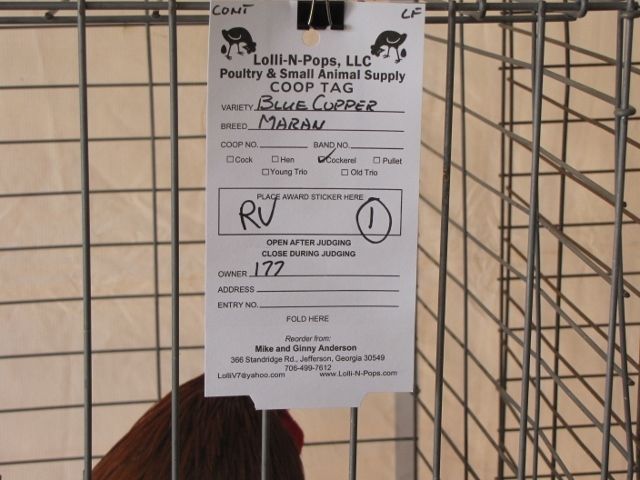 CONT LF
Lolli-N-Pops, LLC
Poultry & Small Animal Supply
COOP TAG
VARIETY BLUE COPPER
BREED MARAN
COOP NO. BAND NO.
Cock Hen Cockerel Pullet
Young Trio Old Trio
PLACE AWARD STICKER HERE
RV 1
OPEN AFTER JUDGING
CLOSE DURING JUDGING
OWNER 177
ADDRESS
ENTRY NO.
FOLD HERE
Reorder from:
Mike and Ginny Anderson
366 Standridge Rd., Jefferson, Georgia 30549
706-499-7612
LolliV7@yahoo.com www.Lolli-N-Pops.com